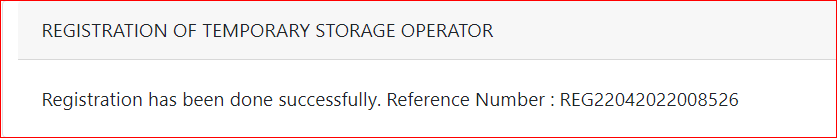 REGISTRATION OF TEMPORARY STORAGE OPERATOR
Registration has been done successfully. Reference Number : REG22042022008526